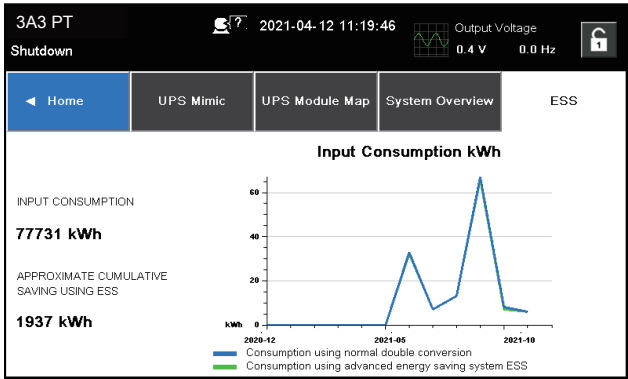 3A3 PT
Shutdown
?
2021-04-12 11:19:46
Output Voltage
0.4 V 0.0 Hz
1
◄ Home
UPS Mimic
UPS Module Map
System Overview
ESS
Input Consumption kWh
INPUT CONSUMPTION
77731 kWh
APPROXIMATE CUMULATIVE
SAVING USING ESS
1937 kWh
60
40
20
kWh 0
2020-12 2021-05 2021-10
Consumption using normal double conversion
Consumption using advanced energy saving system ESS